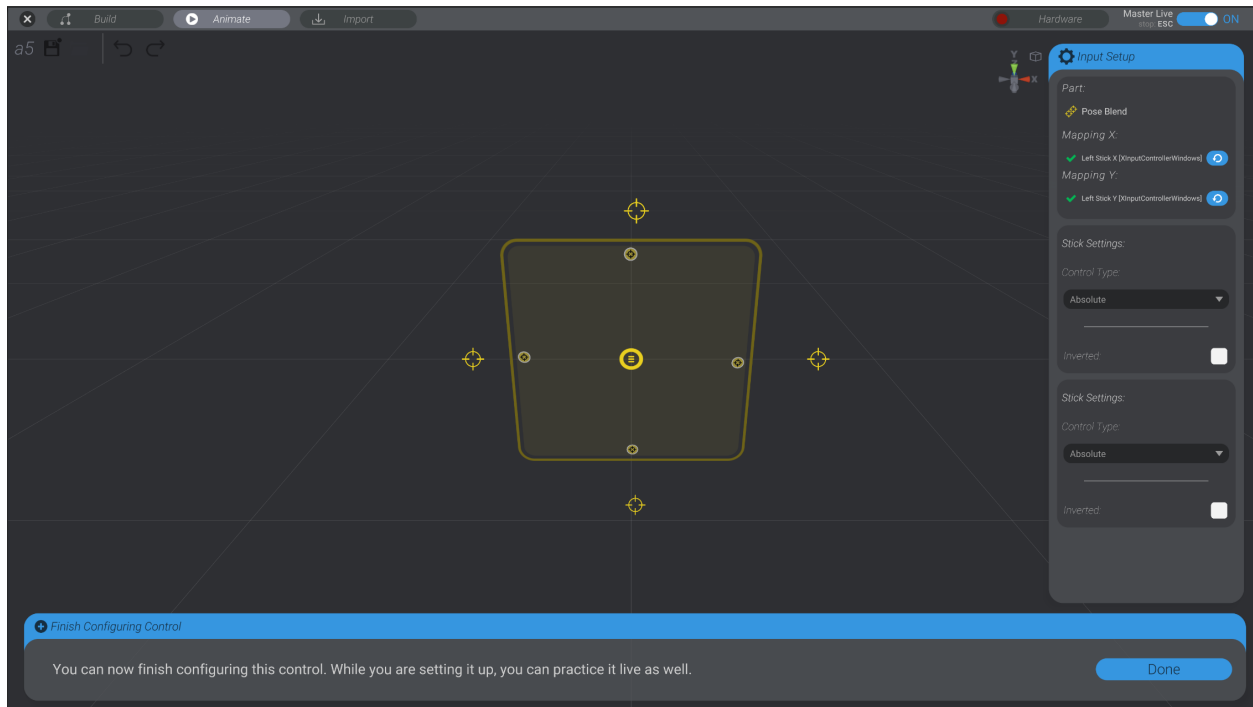 Build
Animate
Import
Hardware
Master Live
stop: ESC
ON
a5
Y
X
Input Setup
Part:
Pose Blend
Mapping X:
Left Stick X [XInputControllerWindows]
Mapping Y:
Left Stick Y [XInputControllerWindows]
Stick Settings:
Control Type:
Absolute
Inverted:
Stick Settings:
Control Type:
Absolute
Inverted:
Finish Configuring Control
You can now finish configuring this control. While you are setting it up, you can practice it live as well.
Done